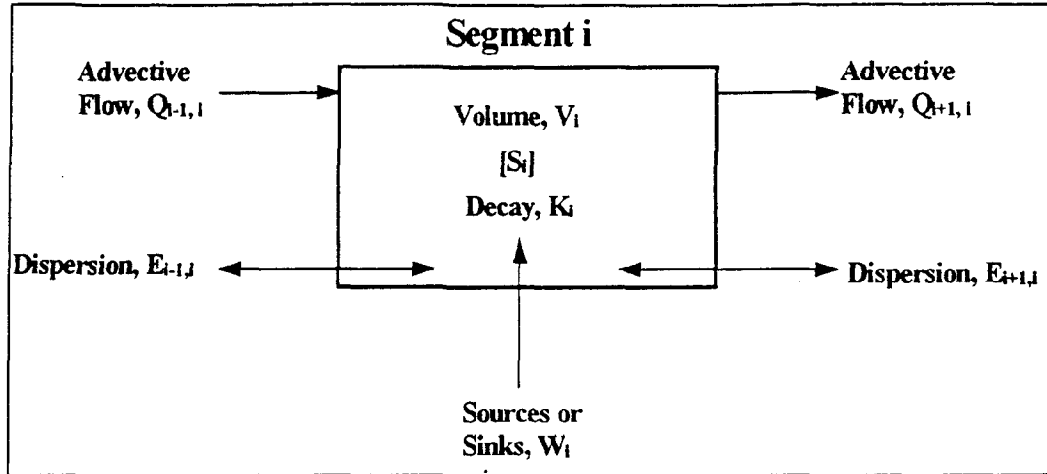 Segment i
Advective
Flow, Qi-1, i
Advective
Flow, Qi+1, i
Volume, Vi
[Si]
Decay, Ki
Dispersion, Ei-1,i
Dispersion, Ei+1,i
Sources or
Sinks, Wi